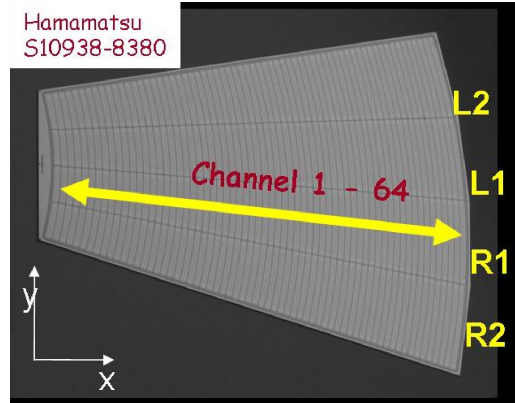 Hamamatsu
S10938-8380
L2
Channel 1 - 64
L1
R1
y
R2
x